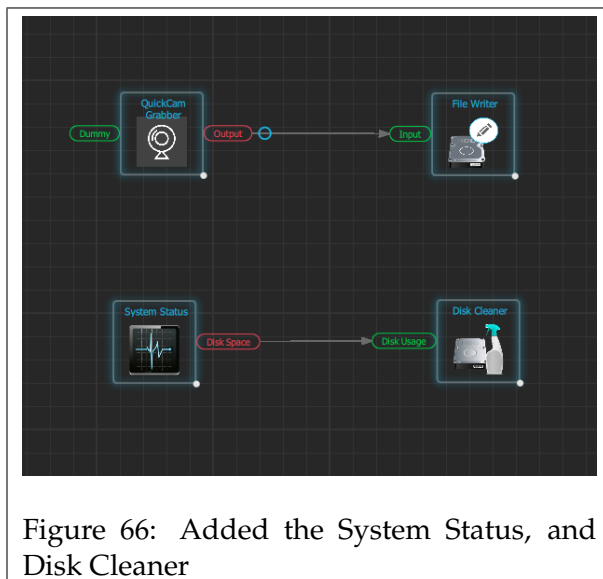 QuickCam
Grabber
File Writer
Dummy
Output
Input
System Status
Disk Cleaner
Disk Space
Disk Usage
Figure 66: Added the System Status, and
Disk Cleaner